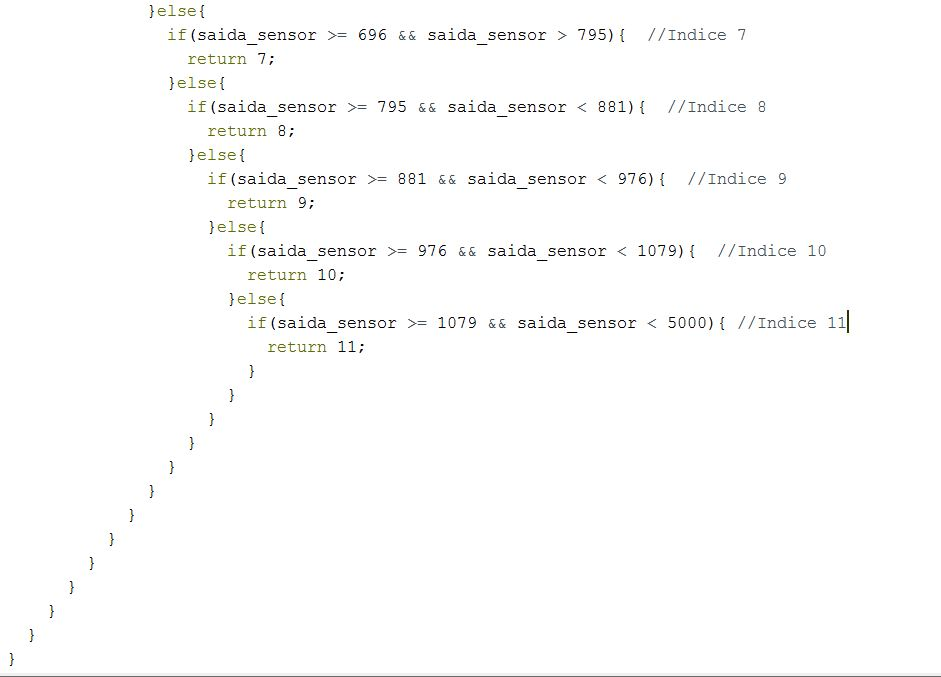 }else{
if(saida_sensor >= 696 && saida_sensor > 795){  //Indice 7
return 7;
}else{
if(saida_sensor >= 795 && saida_sensor < 881){  //Indice 8
return 8;
}else{
if(saida_sensor >= 881 && saida_sensor < 976){  //Indice 9
return 9;
}else{
if(saida_sensor >= 976 && saida_sensor < 1079){  //Indice 10
return 10;
}else{
if(saida_sensor >= 1079 && saida_sensor < 5000){ //Indice 11
return 11;
}
}
}
}
}
}
}
}
}
}
}
}
}